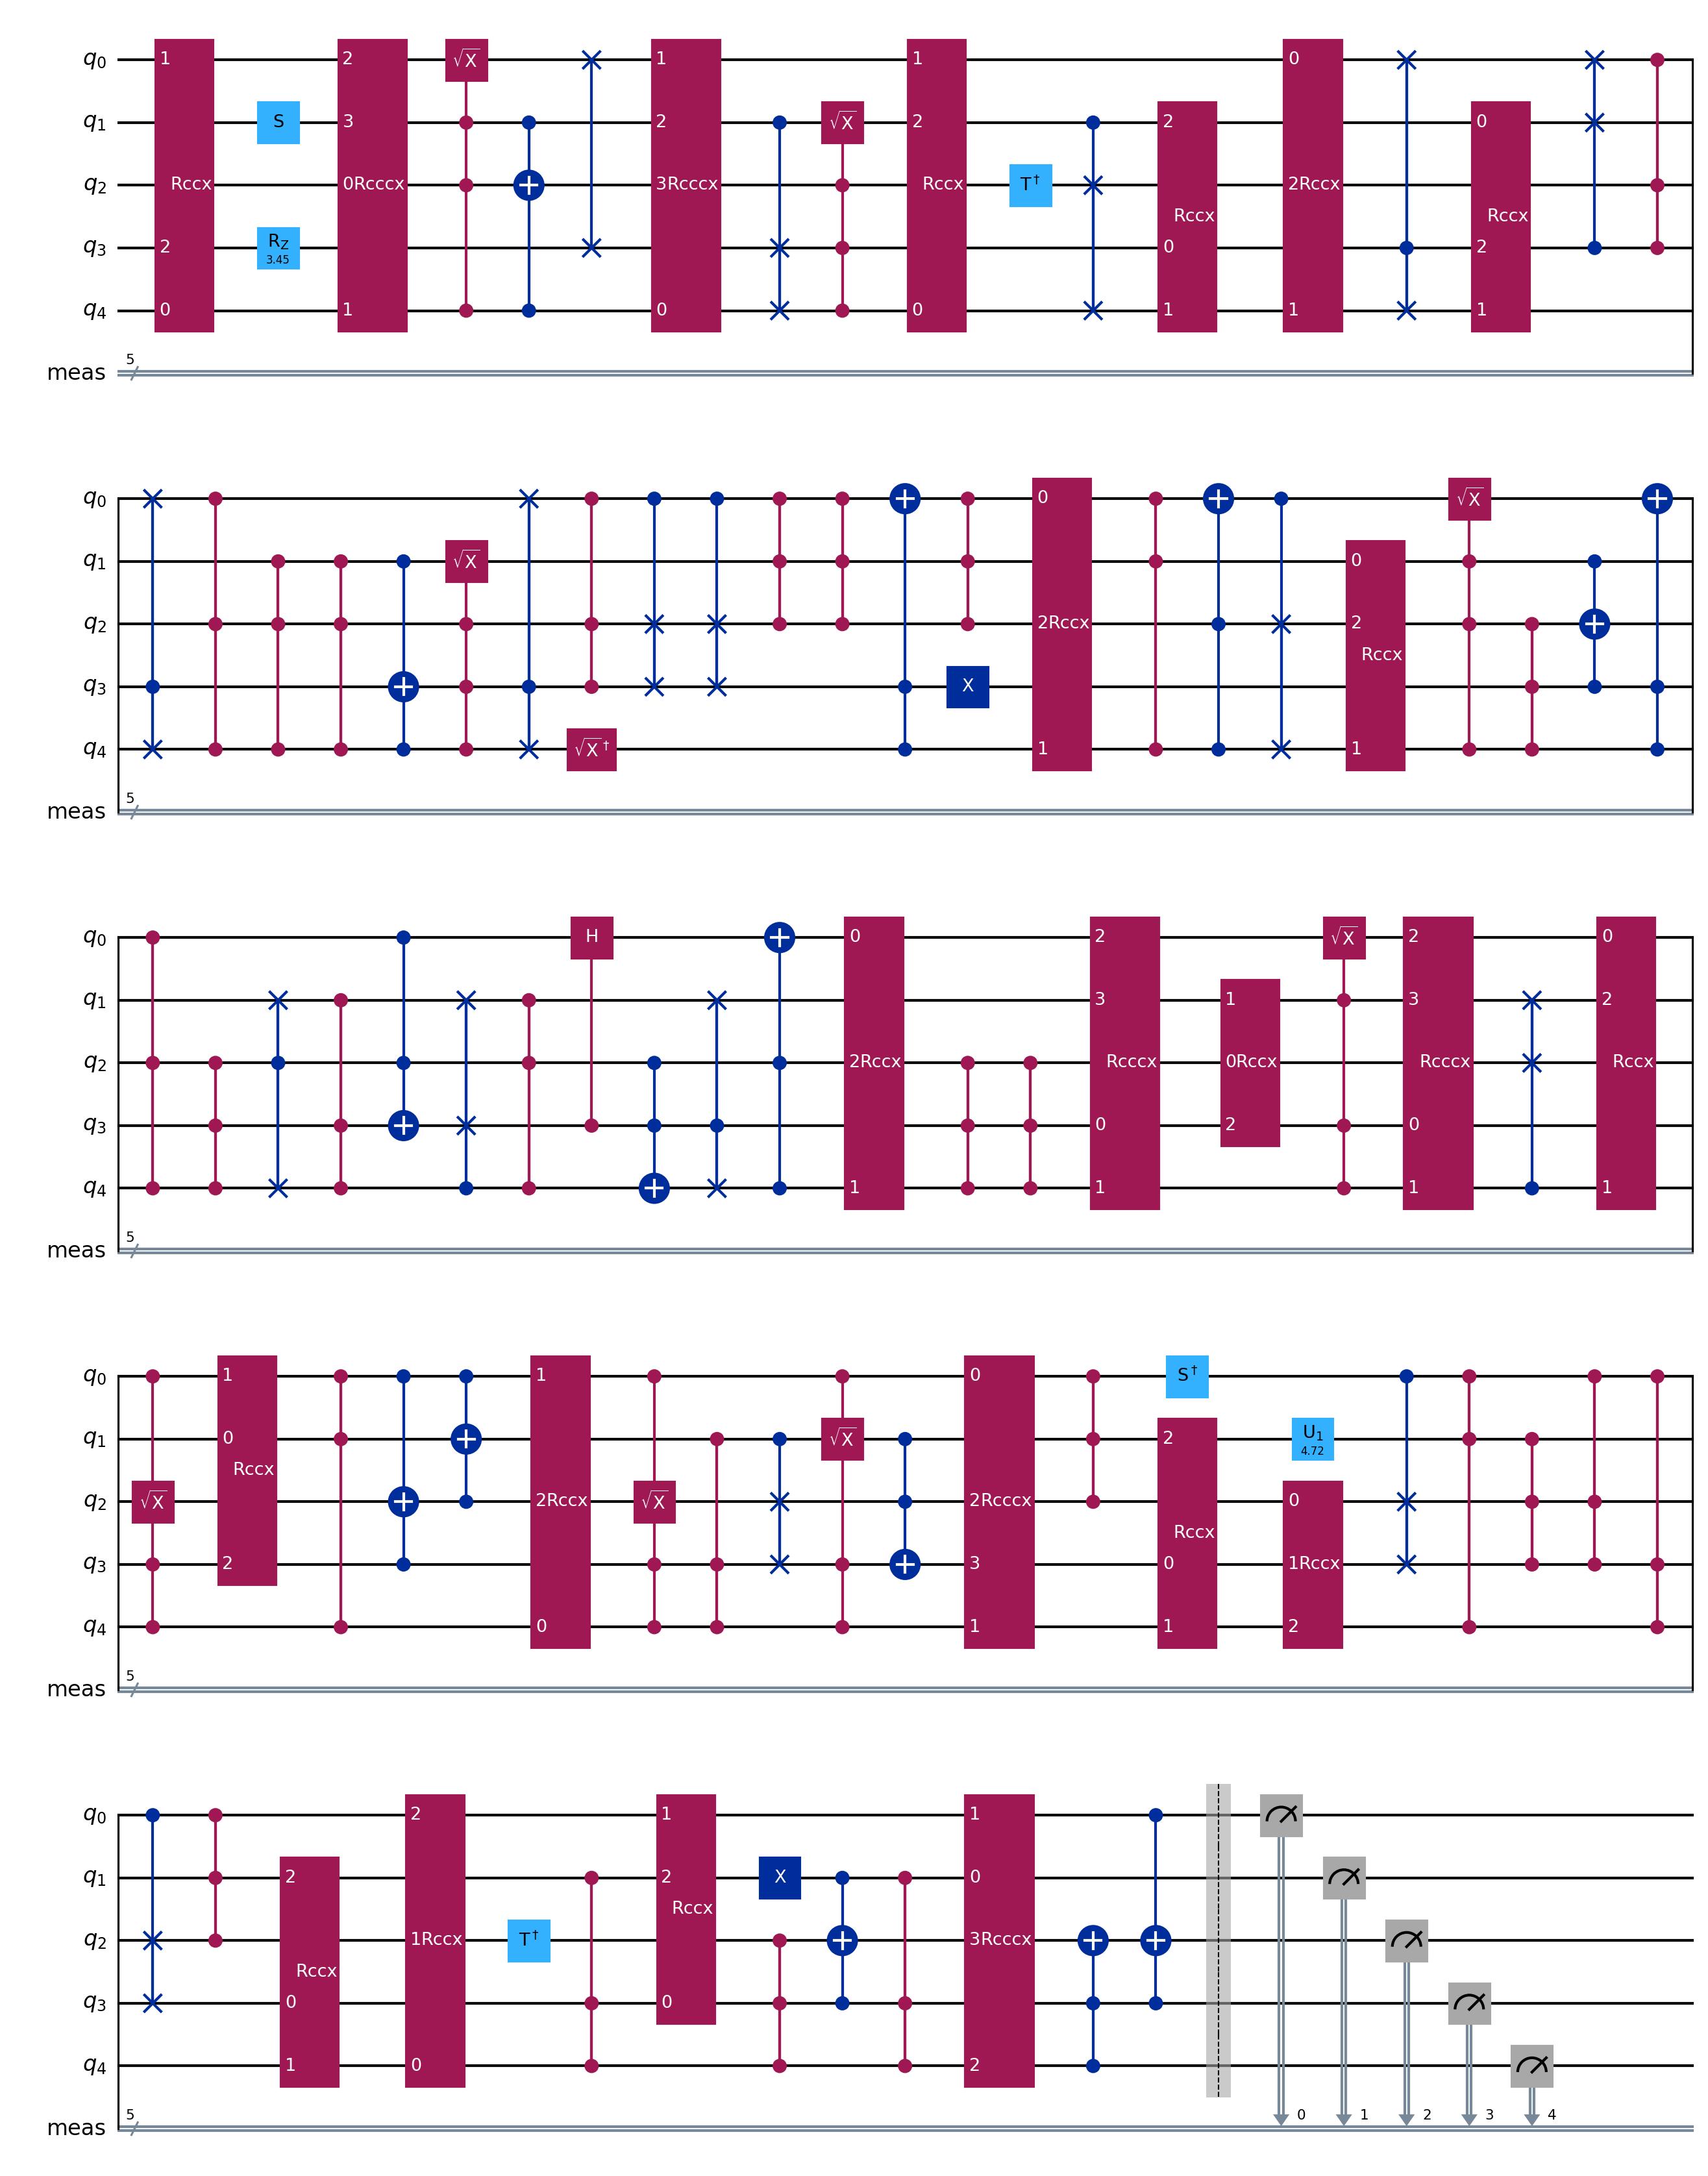 q0 1 2 √X 1 1 0
q1 S 3 2 √X 2 2 0
q2 Rccx 0Rcccx 3Rcccx Rccx T† 2Rccx
Rccx Rccx
q3 2 RZ 3.45 0 2
q4 0 1 0 0 1 1 1
meas 5
q0 0 √X
q1 √X 0
q2 2Rccx 2
q3 X Rccx
q4 √X† 1 1
meas 5
q0 H 0 2 √X 2 0
q1 3 1 3 2
q2 2Rccx Rcccx 0Rccx Rcccx Rccx
q3 0 2 0
q4 1 1 1 1
meas 5
q0 1 1 0 S†
q1 0 √X 2 U1 4.72
Rccx
q2 √X 2Rccx √X 2Rcccx 0
Rccx
q3 2 3 0 1Rccx
q4 0 1 1 2
meas 5
q0 2 1 1
q1 2 2 X 0
Rccx
q2 1Rccx T† 3Rcccx
Rccx
q3 0 0
q4 1 0 2
meas 5 0 1 2 3 4